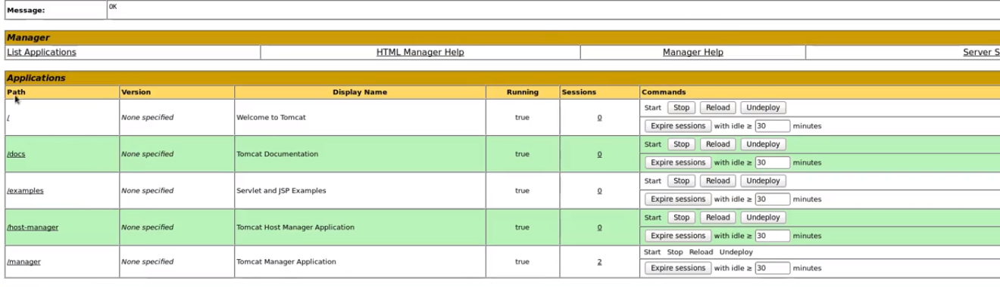 Message: OK
Manager
List Applications HTML Manager Help Manager Help Server S
Applications
Path Version Display Name Running Sessions Commands
/ None specified Welcome to Tomcat true 0 Start Stop Reload Undeploy
Expire sessions with idle ≥ 30 minutes
/docs None specified Tomcat Documentation true 0 Start Stop Reload Undeploy
Expire sessions with idle ≥ 30 minutes
/examples None specified Servlet and JSP Examples true 0 Start Stop Reload Undeploy
Expire sessions with idle ≥ 30 minutes
/host-manager None specified Tomcat Host Manager Application true 0 Start Stop Reload Undeploy
Expire sessions with idle ≥ 30 minutes
/manager None specified Tomcat Manager Application true 2 Start Stop Reload Undeploy
Expire sessions with idle ≥ 30 minutes